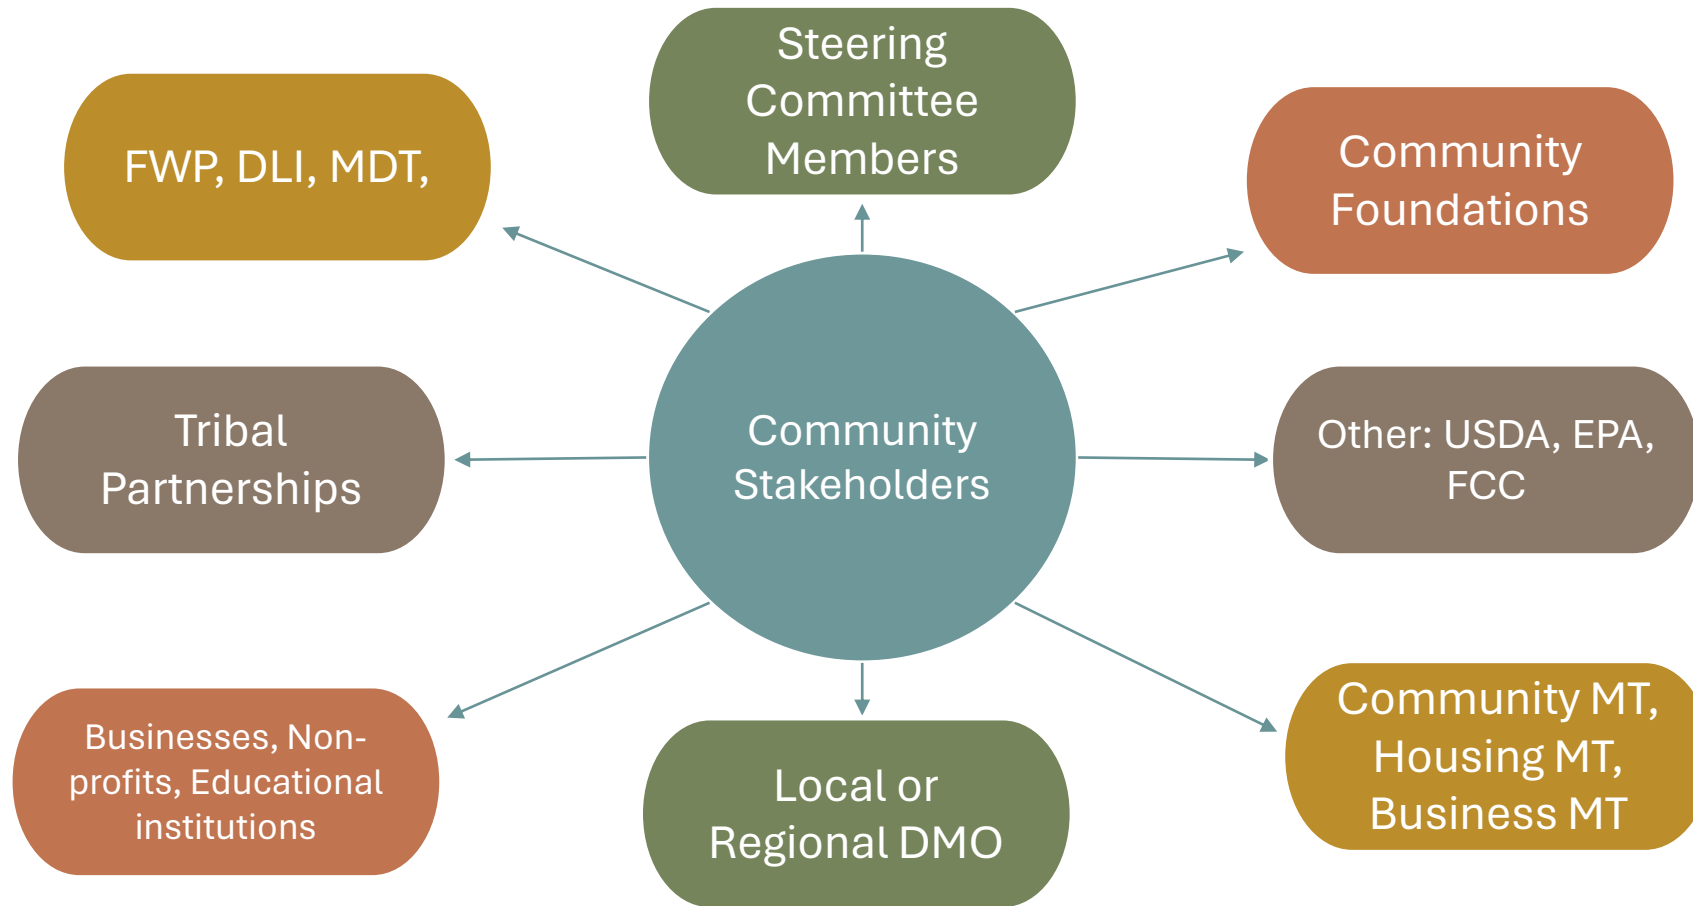 Steering
Committee
Members
FWP, DLI, MDT,
Community
Foundations
Tribal
Partnerships
Community
Stakeholders
Other: USDA, EPA,
FCC
Businesses, Non-
profits, Educational
institutions
Local or
Regional DMO
Community MT,
Housing MT,
Business MT